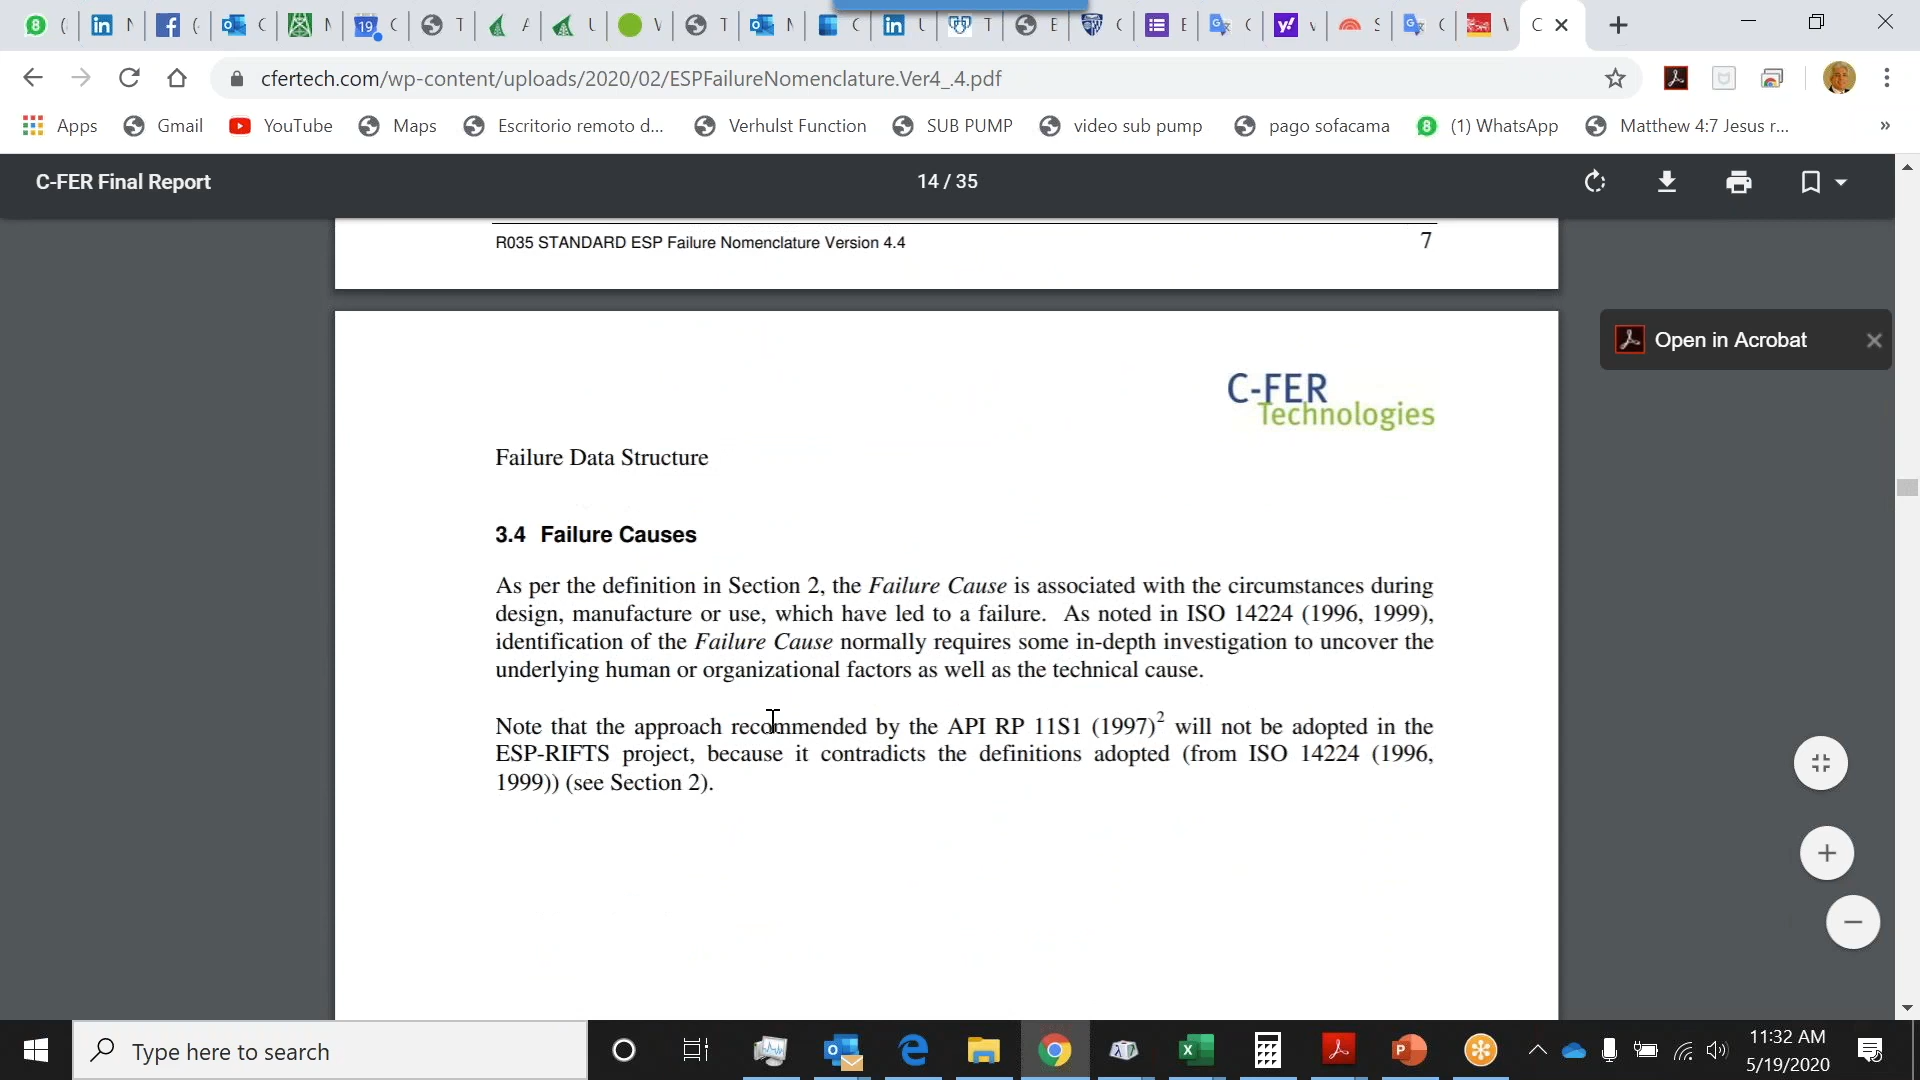 cfertech.com/wp-content/uploads/2020/02/ESPFailureNomenclature.Ver4_.4.pdf
Apps Gmail YouTube Maps Escritorio remoto d... Verhulst Function SUB PUMP video sub pump pago sofacama (1) WhatsApp Matthew 4:7 Jesus r... »
C-FER Final Report 14 / 35
R035 STANDARD ESP Failure Nomenclature Version 4.4 7
Open in Acrobat
C-FER
Technologies
Failure Data Structure
3.4 Failure Causes
As per the definition in Section 2, the Failure Cause is associated with the circumstances during
design, manufacture or use, which have led to a failure. As noted in ISO 14224 (1996, 1999),
identification of the Failure Cause normally requires some in-depth investigation to uncover the
underlying human or organizational factors as well as the technical cause.
Note that the approach recommended by the API RP 11S1 (1997)2 will not be adopted in the
ESP-RIFTS project, because it contradicts the definitions adopted (from ISO 14224 (1996,
1999)) (see Section 2).
Type here to search
11:32 AM
5/19/2020